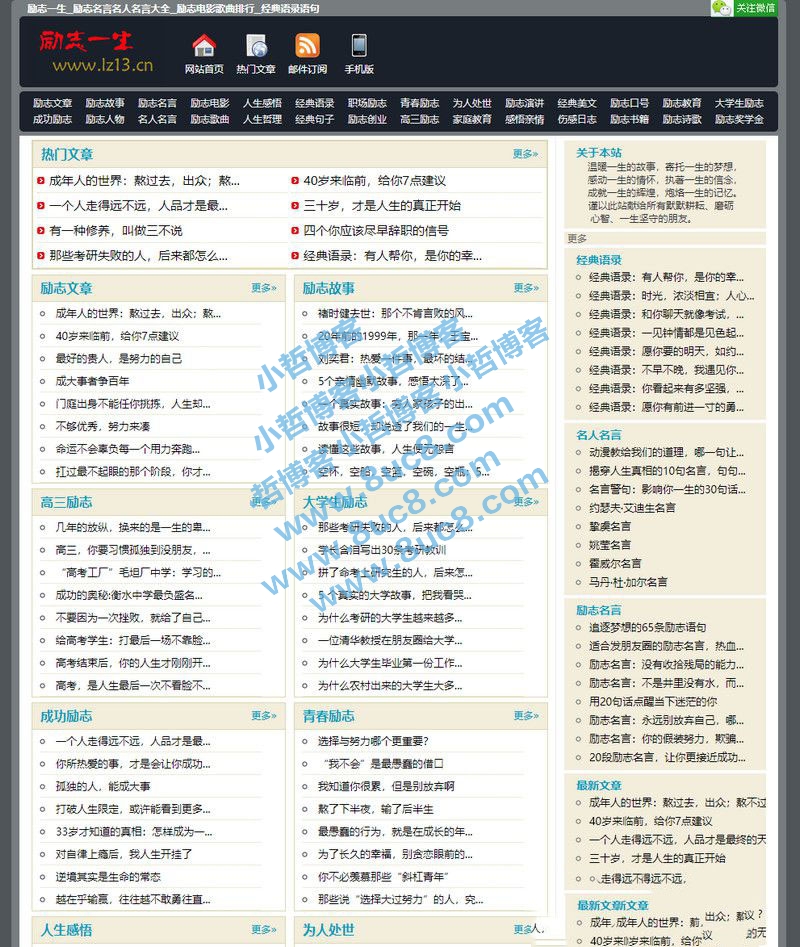 励志一生_励志名言名人名言大全_励志电影歌曲排行_经典语录语句
关注微信
励志一生
www.lz13.cn
网站首页 热门文章 邮件订阅 手机版
励志文章 励志故事 励志名言 励志电影 人生感悟 经典语录 职场励志 青春励志 为人处世 励志演讲 经典美文 励志口号 励志教育 大学生励志
成功励志 励志人物 名人名言 励志歌曲 人生哲理 经典句子 励志创业 高三励志 家庭教育 感悟亲情 伤感日志 励志书籍 励志诗歌 励志奖学金
热门文章 更多»
成年人的世界：熬过去，出众；熬...
40岁来临前，给你7点建议
一个人走得远不远，人品才是最...
三十岁，才是人生的真正开始
有一种修养，叫做三不说
四个你应该尽早辞职的信号
那些考研失败的人，后来都怎么...
经典语录：有人帮你，是你的幸...
励志文章 更多»
成年人的世界：熬过去，出众；熬...
40岁来临前，给你7点建议
最好的贵人，是努力的自己
成大事者争百年
门庭出身不能任你挑拣，人生却...
不够优秀，努力来凑
命运不会辜负每一个用力奔跑...
扛过最不起眼的那个阶段，你才...
励志故事 更多»
褚时健去世：那个不肯言败的风...
20年前的1999年，那一年，王宝...
刘奕君：热爱一件事，最坏的结...
5个亲情幽默故事，感悟太深了...
一个真实故事：穷人家孩子的出...
故事很短，却说透了我们的一生...
读懂这些故事，人生便无怨言
空杯，空船，空篮，空碗，空瓶：5...
高三励志 更多»
几年的放纵，换来的是一生的卑...
高三，你要习惯孤独到没朋友，...
“高考工厂”毛坦厂中学：学习的...
成功的奥秘:衡水中学最负盛名...
不要因为一次挫败，就给了自己...
给高考学生：打最后一场不靠脸...
高考结束后，你的人生才刚刚开...
高考，是人生最后一次不看脸不...
大学生励志 更多»
那些考研失败的人，后来都怎么...
学长含泪写出30条考研教训
拼了命考上研究生的人，后来怎...
5 个真实的大学故事，把我看哭...
为什么考研的大学生越来越多...
一位清华教授在朋友圈给大学...
为什么大学生毕业第一份工作...
为什么农村出来的大学生大多...
成功励志 更多»
一个人走得远不远，人品才是最...
你所热爱的事，才是会让你成功...
孤独的人，能成大事
打破人生限定，或许能看到更多...
33岁才知道的真相：怎样成为一...
对自律上瘾后，我人生开挂了
逆境其实是生命的常态
越在乎输赢，往往越不敢勇往直...
青春励志 更多»
选择与努力哪个更重要？
“我不会”是最愚蠢的借口
我知道你很累，但是别放弃啊
熬了下半夜，输了后半生
最愚蠢的行为，就是在成长的年...
为了长久的幸福，别贪恋眼前的...
你不必羡慕那些“斜杠青年”
那些说“选择大过努力”的人，究...
人生感悟 更多»
为人处世 更多
人，
关于本站
温暖一生的故事，寄托一生的梦想，
感动一生的情怀，执著一生的信念，
成就一生的辉煌，炮烙一生的记忆。
谨以此站献给所有默默耕耘、磨砺
心智、一生坚守的朋友。
更多
经典语录
经典语录：有人帮你，是你的幸...
经典语录：时光，浓淡相宜；人心...
经典语录：和你聊天就像考试，...
经典语录：一见钟情都是见色起...
经典语录：愿你要的明天，如约...
经典语录：不早不晚，我遇见你...
经典语录：你看起来有多坚强，...
经典语录：愿你有前进一寸的勇...
名人名言
动漫教给我们的道理，哪一句让...
揭穿人生真相的10句名言，句句...
名言警句：影响你一生的30句话...
约瑟夫·艾迪生名言
挚虞名言
姚莹名言
霍威尔名言
马丹·杜·加尔名言
励志名言
追逐梦想的65条励志语句
适合发朋友圈的励志名言，热血...
励志名言：没有收拾残局的能力...
励志名言：不是井里没有水，而...
用20句话点醒当下迷茫的你
励志名言：永远别放弃自己，哪...
励志名言：你的假装努力，欺骗...
20段励志名言，让你更接近成功...
最新文章
成年人的世界：熬过去，出众；熬不过
40岁来临前，给你7点建议
一个人走得远不远，人品才是最终的天
三十岁，才是人生的真正开始
走得远不得远不远，
最新文新文章
成年，成年人的世界：熬，出众； 议？
40岁来临前，给你 的天
小哲博客小哲博客
小哲博客小哲博客小哲博客
哲博客小哲博客
www.8uc8.com
www.8uc8.com
www.8uc8.com